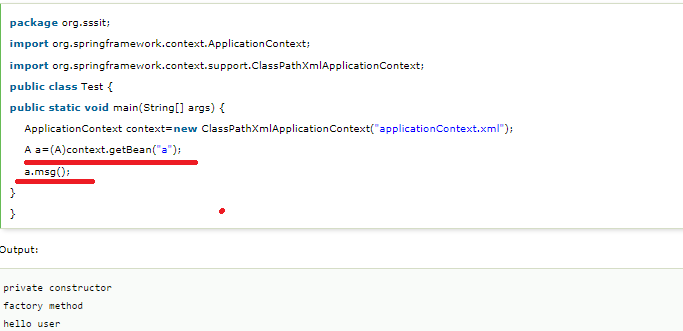 package org.sssit;
import org.springframework.context.ApplicationContext;
import org.springframework.context.support.ClassPathXmlApplicationContext;
public class Test {
public static void main(String[] args) {
ApplicationContext context=new ClassPathXmlApplicationContext("applicationContext.xml");
A a=(A)context.getBean("a");
a.msg();
}
}
Output:
private constructor
factory method
hello user